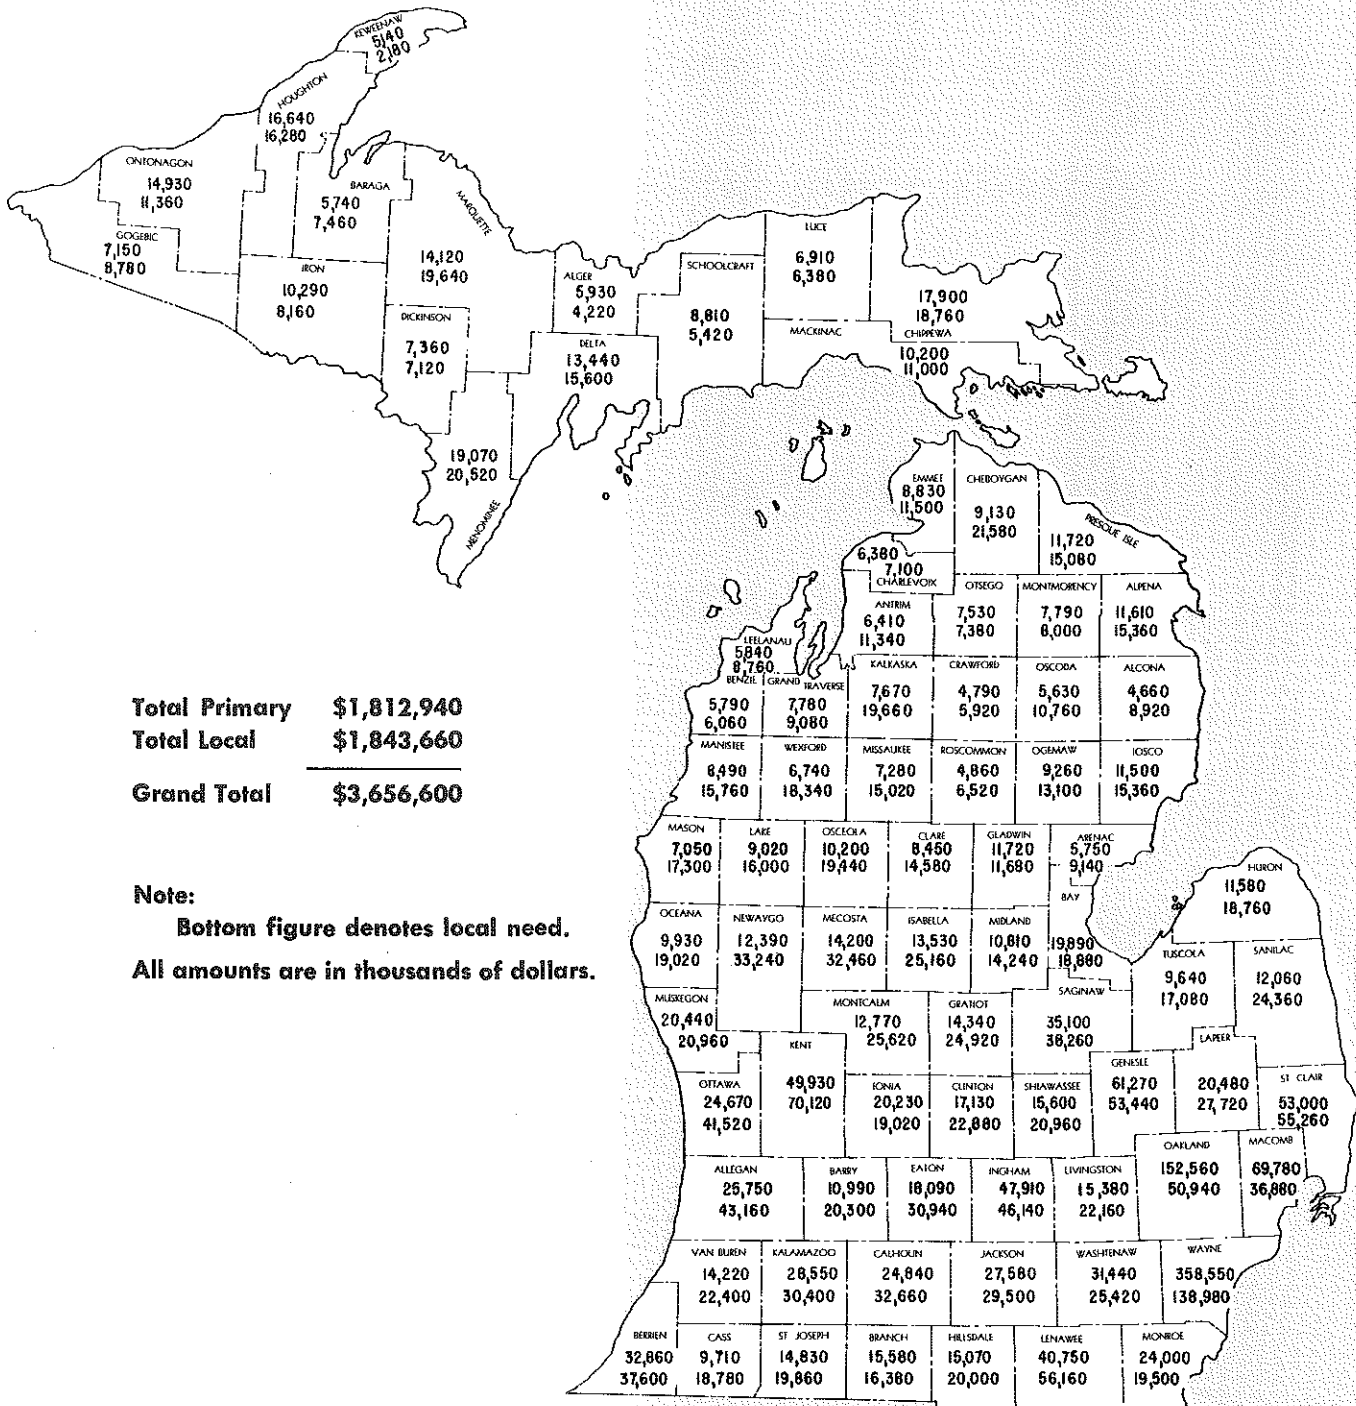 KEWEENAW
5,140
2,180
HOUGHTON
16,640
16,280
ONTONAGON
14,930
11,360
BARAGA
5,740
7,460
MARQUETTE
14,120
19,640
GOGEBIC
7,150
8,780
IRON
10,290
8,160
DICKINSON
7,360
7,120
ALGER
5,930
4,220
SCHOOLCRAFT
8,810
5,420
LUCE
6,910
6,380
17,900
18,760
CHIPPEWA
MACKINAC
10,200
11,000
DELTA
13,440
15,600
19,070
20,520
MENOMINEE
EMMET
8,830
11,500
CHEBOYGAN
9,130
21,580
PRESQUE ISLE
11,720
15,080
6,380
7,100
CHARLEVOIX
ANTRIM
6,410
11,340
OTSEGO
7,530
7,380
MONTMORENCY
7,790
8,000
ALPENA
11,610
15,360
LEELANAU
5,840
8,760
BENZIE
5,790
6,060
GRAND TRAVERSE
7,780
9,080
KALKASKA
7,670
19,660
CRAWFORD
4,790
5,920
OSCODA
5,630
10,760
ALCONA
4,660
8,920
Total Primary $1,812,940
Total Local $1,843,660
Grand Total $3,656,600
MANISTEE
8,490
15,760
WEXFORD
6,740
18,340
MISSAUKEE
7,280
15,020
ROSCOMMON
4,860
6,520
OGEMAW
9,260
13,100
IOSCO
11,500
15,360
MASON
7,050
17,300
LAKE
9,020
16,000
OSCEOLA
10,200
19,440
CLARE
8,450
14,580
GLADWIN
11,720
11,680
ARENAC
5,750
9,140
HURON
11,580
18,760
Note:
Bottom figure denotes local need.
All amounts are in thousands of dollars.
OCEANA
9,930
19,020
NEWAYGO
12,390
33,240
MECOSTA
14,200
32,460
ISABELLA
13,530
25,160
MIDLAND
10,810
14,240
BAY
19,890
18,880
TUSCOLA
9,640
17,080
SANILAC
12,060
24,360
MUSKEGON
20,440
20,960
MONTCALM
12,770
25,620
GRATIOT
14,340
24,920
SAGINAW
35,100
38,260
OTTAWA
24,670
41,520
KENT
49,930
70,120
IONIA
20,230
19,020
CLINTON
17,130
22,880
SHIAWASSEE
15,600
20,960
GENESEE
61,270
53,440
LAPEER
20,480
27,720
ST CLAIR
53,000
55,260
ALLEGAN
25,750
43,160
BARRY
10,990
20,300
EATON
18,090
30,940
INGHAM
47,910
46,140
LIVINGSTON
15,380
22,160
OAKLAND
152,560
50,940
MACOMB
69,780
36,880
VAN BUREN
14,220
22,400
KALAMAZOO
28,550
30,400
CALHOUN
24,840
32,660
JACKSON
27,580
29,500
WASHTENAW
31,440
25,420
WAYNE
358,550
138,980
BERRIEN
32,860
37,600
CASS
9,710
18,780
ST JOSEPH
14,830
19,860
BRANCH
15,580
16,380
HILLSDALE
15,070
20,000
LENAWEE
40,750
56,160
MONROE
24,000
19,500